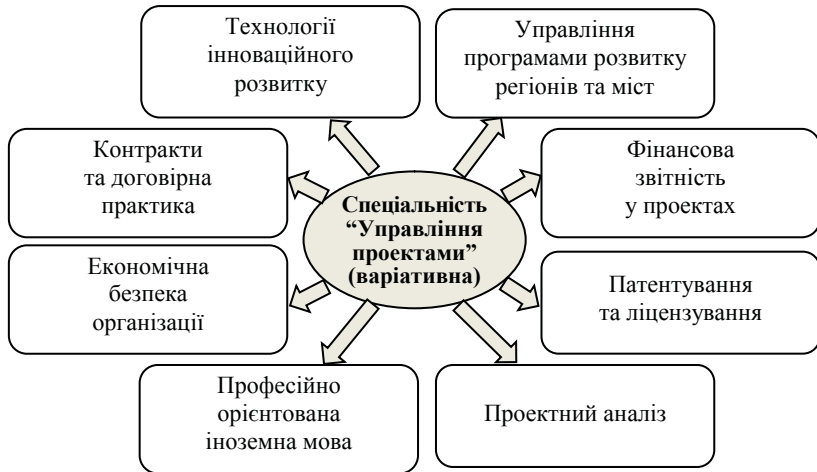 Технології
інноваційного
розвитку
Управління
програмами розвитку
регіонів та міст
Контракти
та договірна
практика
Фінансова
звітність
у проектах
Спеціальність
“Управління
проектами”
(варіативна)
Економічна
безпека
організації
Патентування
та ліцензування
Професійно
орієнтована
іноземна мова
Проектний аналіз